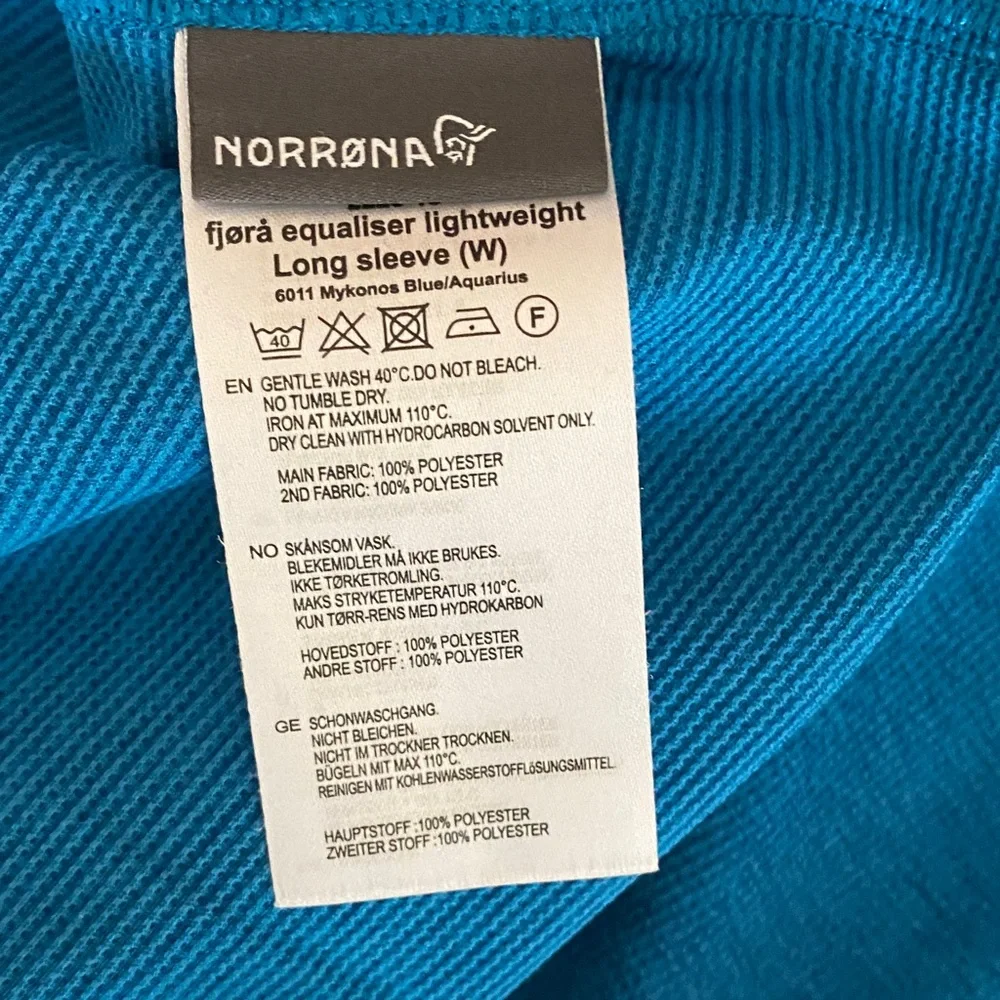 NORRØNA
fjørå equaliser lightweight
Long sleeve (W)
6011 Mykonos Blue/Aquarius
40 F
EN GENTLE WASH 40°C.DO NOT BLEACH.
NO TUMBLE DRY.
IRON AT MAXIMUM 110°C.
DRY CLEAN WITH HYDROCARBON SOLVENT ONLY.
MAIN FABRIC: 100% POLYESTER
2ND FABRIC: 100% POLYESTER
NO SKÅNSOM VASK.
BLEKEMIDLER MÅ IKKE BRUKES.
IKKE TØRKETROMLING.
MAKS STRYKETEMPERATUR 110°C.
KUN TØRR-RENS MED HYDROKARBON
HOVEDSTOFF : 100% POLYESTER
ANDRE STOFF : 100% POLYESTER
GE SCHONWASCHGANG.
NICHT BLEICHEN.
NICHT IM TROCKNER TROCKNEN.
BÜGELN MIT MAX 110°C.
REINIGEN MIT KOHLENWASSERSTOFFLöSUNGSMITTEL
HAUPTSTOFF :100% POLYESTER
ZWEITER STOFF :100% POLYESTER